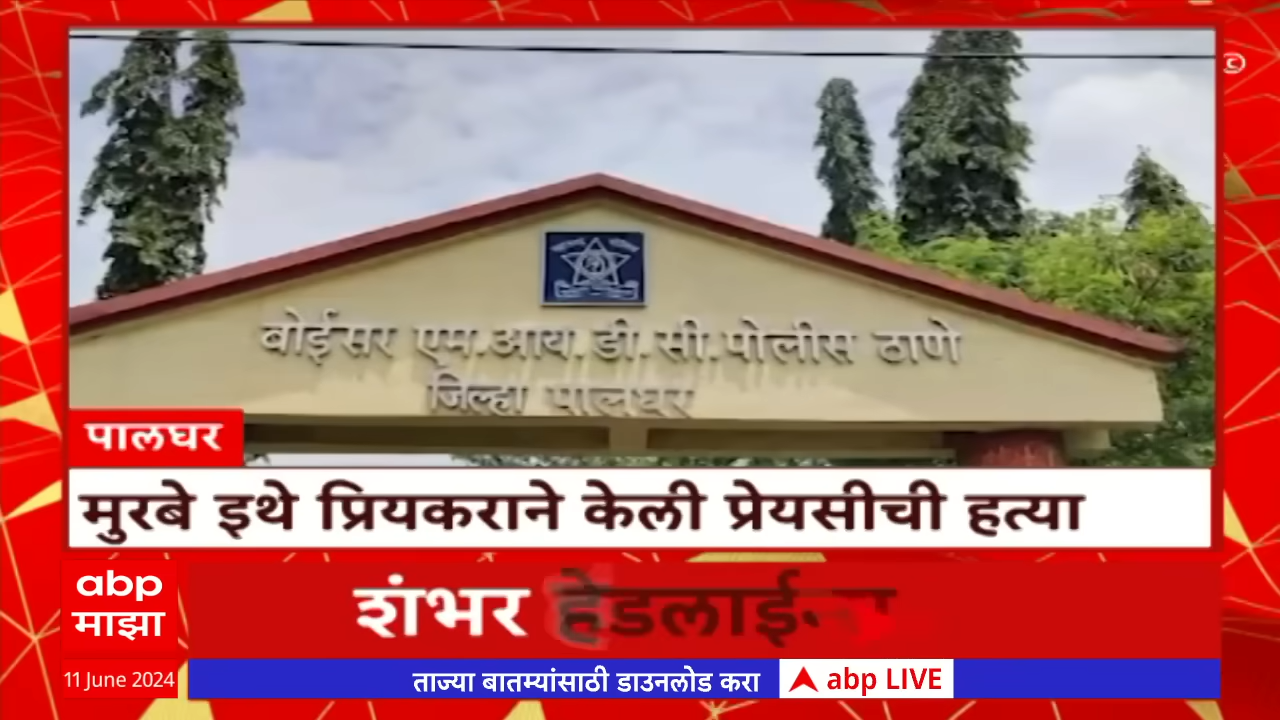 ©
वोईसर एम.आय.डी.सी.पोलीस ठाणे
जिल्हा पालघर
पालघर
मुरबे इथे प्रियकराने केली प्रेयसीची हत्या
abp
माझा
शंभर
11 June 2024
ताज्या बातम्यांसाठी डाउनलोड करा
abp LIVE